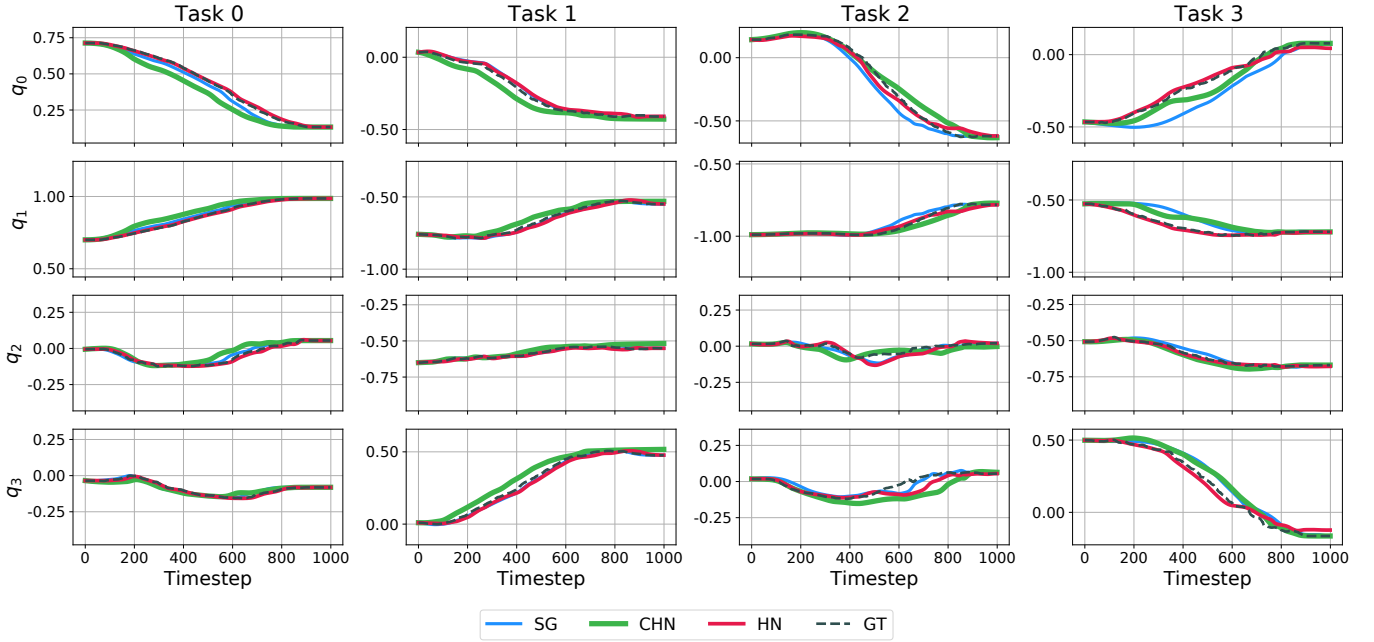 Task 0 Task 1 Task 2 Task 3
q0 0.75 0.50 0.25
0.00 -0.50
0.00 -0.50
0.00 -0.50
q1 1.00 0.50
-0.50 -1.00
-0.50 -1.00
-0.50 -1.00
q2 0.25 0.00 -0.25
-0.25 -0.50 -0.75
0.25 0.00 -0.25
-0.25 -0.50 -0.75
q3 0.25 0.00 -0.25
0.50 0.00
0.25 0.00 -0.25
0.50 0.00
0 200 400 600 800 1000 0 200 400 600 800 1000 0 200 400 600 800 1000 0 200 400 600 800 1000
Timestep Timestep Timestep Timestep
SG CHN HN GT